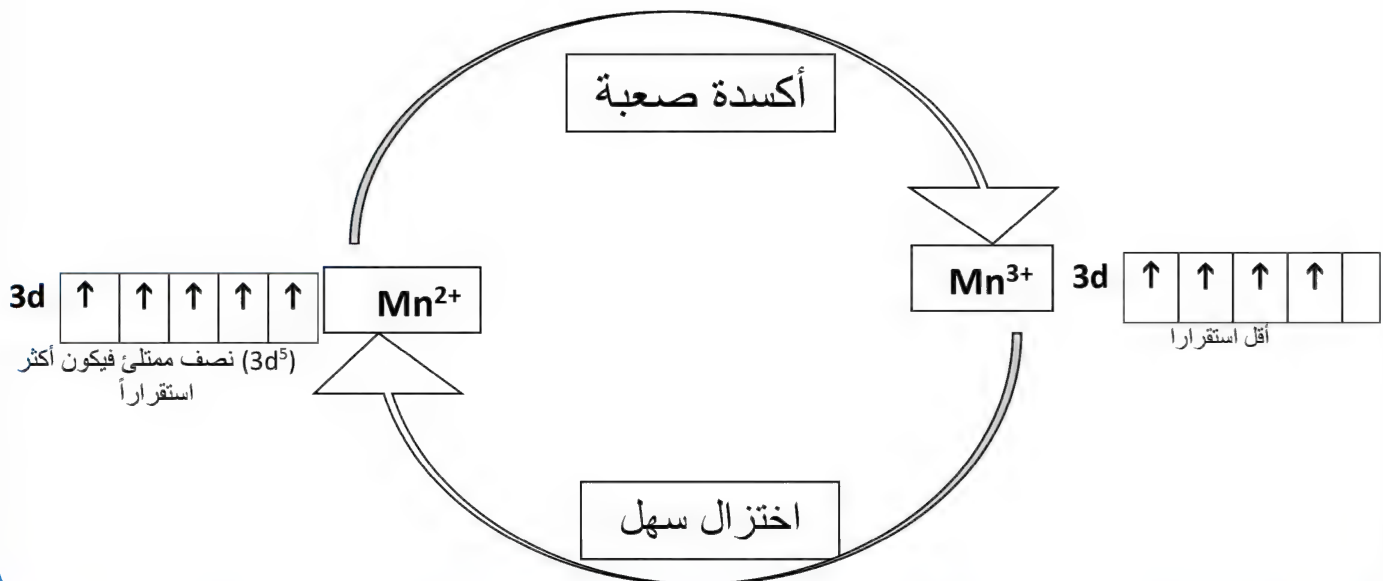 أكسدة صعبة
3d ↑ ↑ ↑ ↑ ↑ Mn²⁺
(3d⁵) نصف ممتلئ فيكون أكثر
استقراراً
Mn³⁺ 3d ↑ ↑ ↑ ↑
أقل استقرارا
اختزال سهل